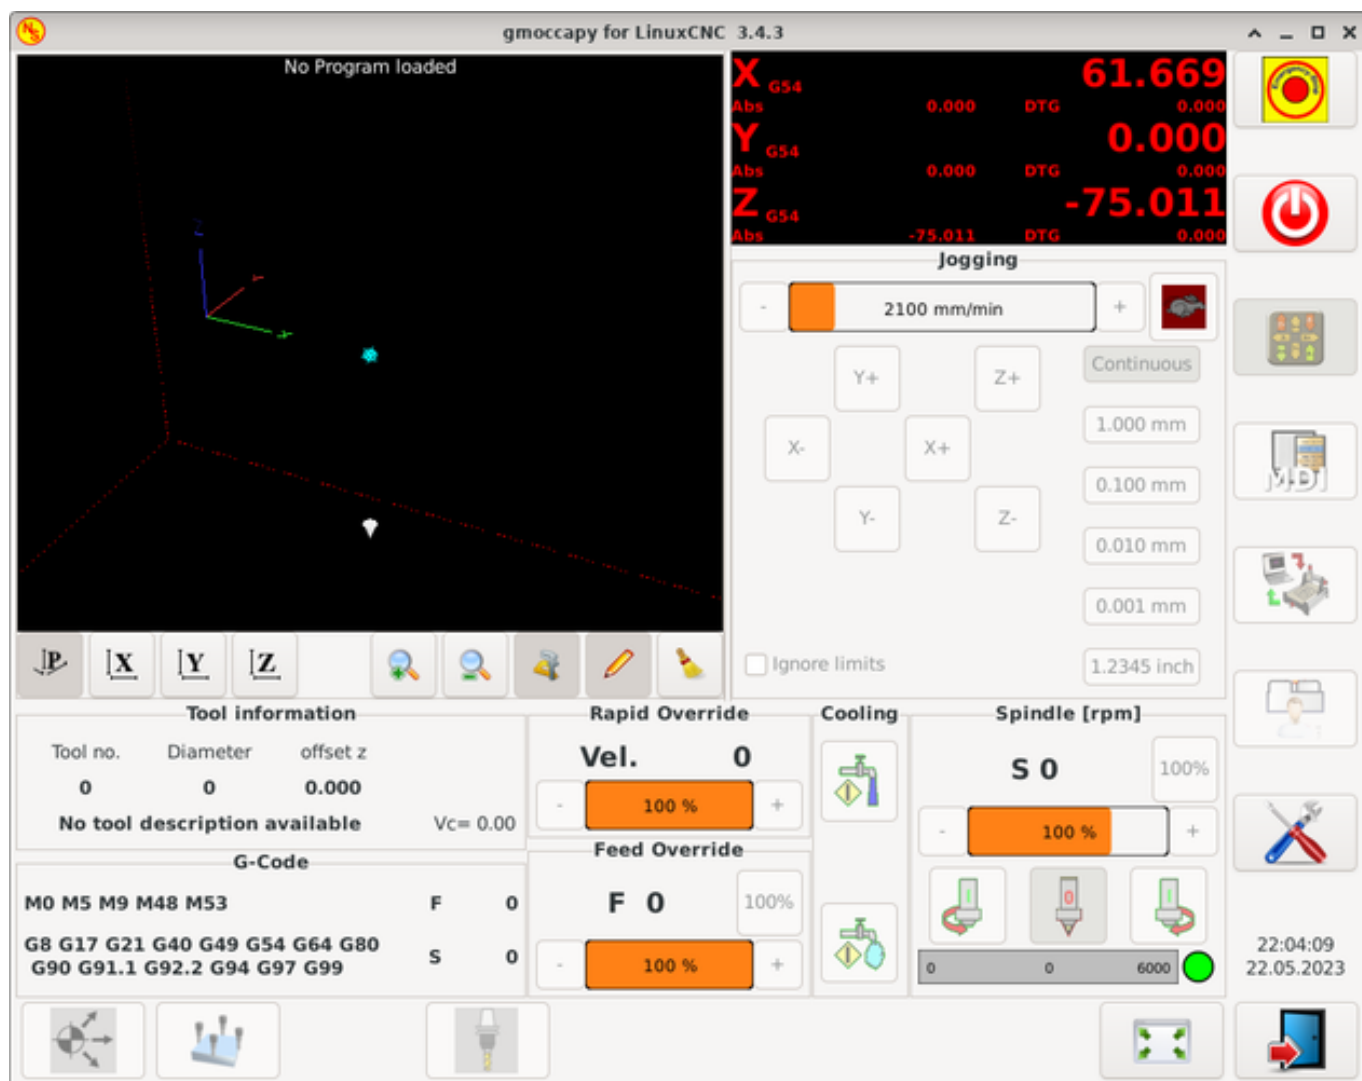 gmoccapy for LinuxCNC 3.4.3
No Program loaded
X G54 61.669
Abs 0.000 DTG 0.000
Y G54 0.000
Abs 0.000 DTG 0.000
Z G54 -75.011
Abs -75.011 DTG 0.000
Jogging
- 2100 mm/min +
Y+ Z+ Continuous
1.000 mm
X- X+
0.100 mm
Y- Z-
0.010 mm
0.001 mm
Ignore limits 1.2345 inch
MDI
P X Y Z
Tool information
Tool no. Diameter offset z
0 0 0.000
No tool description available Vc= 0.00
G-Code
M0 M5 M9 M48 M53 F 0
G8 G17 G21 G40 G49 G54 G64 G80
G90 G91.1 G92.2 G94 G97 G99
S 0
Rapid Override
Vel. 0
- 100 % +
Feed Override
F 0 100%
- 100 % +
Cooling
Spindle [rpm]
S 0 100%
- 100 % +
1 0 1
0 0 6000
22:04:09
22.05.2023